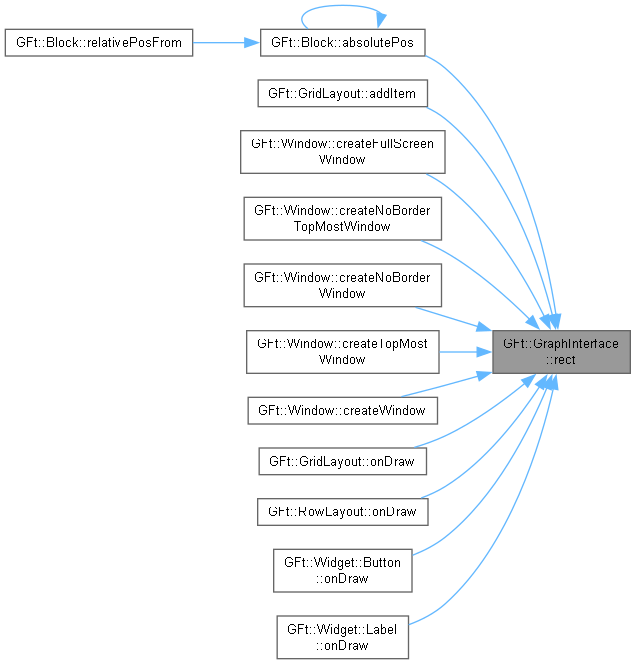 GFt::Block::relativePosFrom
GFt::Block::absolutePos
GFt::GridLayout::addItem
GFt::Window::createFullScreen
Window
GFt::Window::createNoBorder
TopMostWindow
GFt::Window::createNoBorder
Window
GFt::Window::createTopMost
Window
GFt::GraphInterface
::rect
GFt::Window::createWindow
GFt::GridLayout::onDraw
GFt::RowLayout::onDraw
GFt::Widget::Button
::onDraw
GFt::Widget::Label
::onDraw